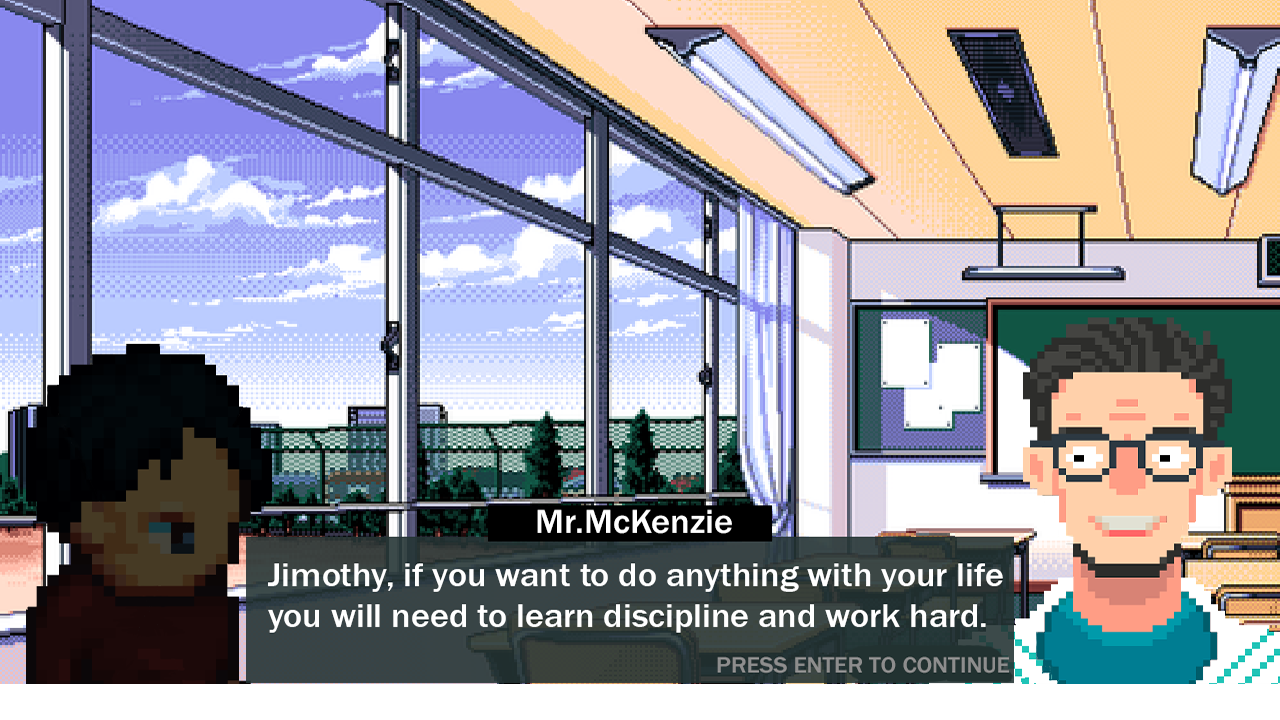 Mr.McKenzie
Jimothy, if you want to do anything with your life
you will need to learn discipline and work hard.
PRESS ENTER TO CONTINUE